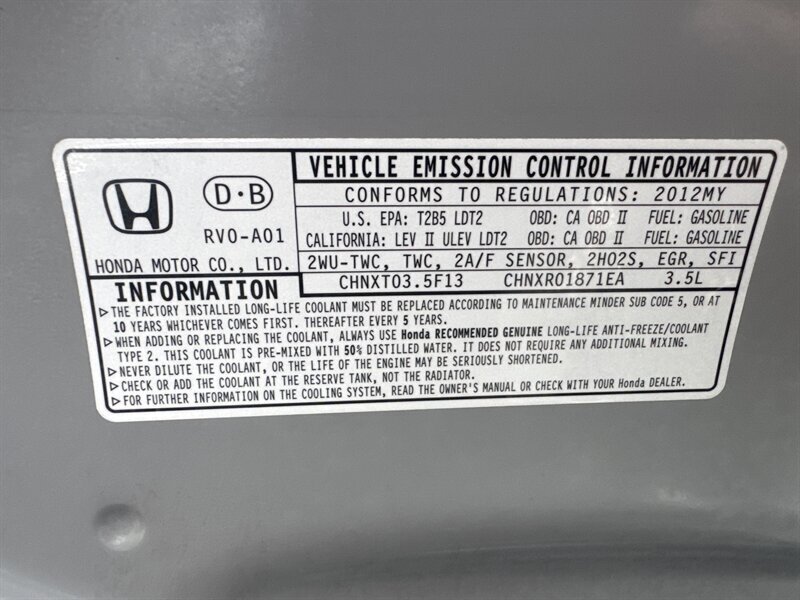 D·B
RV0-A01
HONDA MOTOR CO., LTD.
VEHICLE EMISSION CONTROL INFORMATION
CONFORMS TO REGULATIONS: 2012MY
U.S. EPA: T2B5 LDT2 OBD: CA OBD II FUEL: GASOLINE
CALIFORNIA: LEV II ULEV LDT2 OBD: CA OBD II FUEL: GASOLINE
2WU-TWC, TWC, 2A/F SENSOR, 2HO2S, EGR, SFI
CHNXT03.5F13 CHNXR01871EA 3.5L
INFORMATION
▷THE FACTORY INSTALLED LONG-LIFE COOLANT MUST BE REPLACED ACCORDING TO MAINTENANCE MINDER SUB CODE 5, OR AT
10 YEARS WHICHEVER COMES FIRST. THEREAFTER EVERY 5 YEARS.
▷WHEN ADDING OR REPLACING THE COOLANT, ALWAYS USE Honda RECOMMENDED GENUINE LONG-LIFE ANTI-FREEZE/COOLANT
TYPE 2. THIS COOLANT IS PRE-MIXED WITH 50% DISTILLED WATER. IT DOES NOT REQUIRE ANY ADDITIONAL MIXING.
▷NEVER DILUTE THE COOLANT, OR THE LIFE OF THE ENGINE MAY BE SERIOUSLY SHORTENED.
▷CHECK OR ADD THE COOLANT AT THE RESERVE TANK, NOT THE RADIATOR.
▷FOR FURTHER INFORMATION ON THE COOLING SYSTEM, READ THE OWNER'S MANUAL OR CHECK WITH YOUR Honda DEALER.